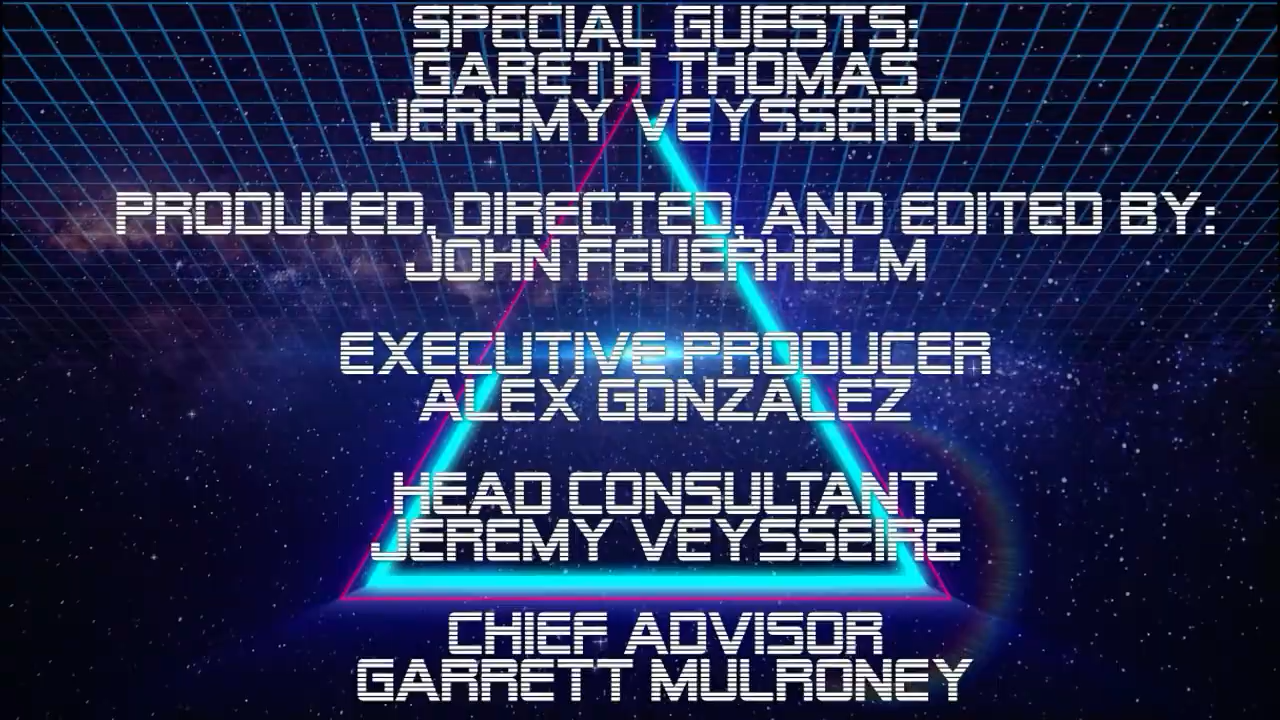 SPECIAL GUESTS:
GARETH THOMAS
JEREMY VEYSSEIRE
PRODUCED, DIRECTED, AND EDITED BY:
JOHN FEUERHELM
EXECUTIVE PRODUCER
ALEX GONZALEZ
HEAD CONSULTANT
JEREMY VEYSSEIRE
CHIEF ADVISOR
GARRETT MULRONEY